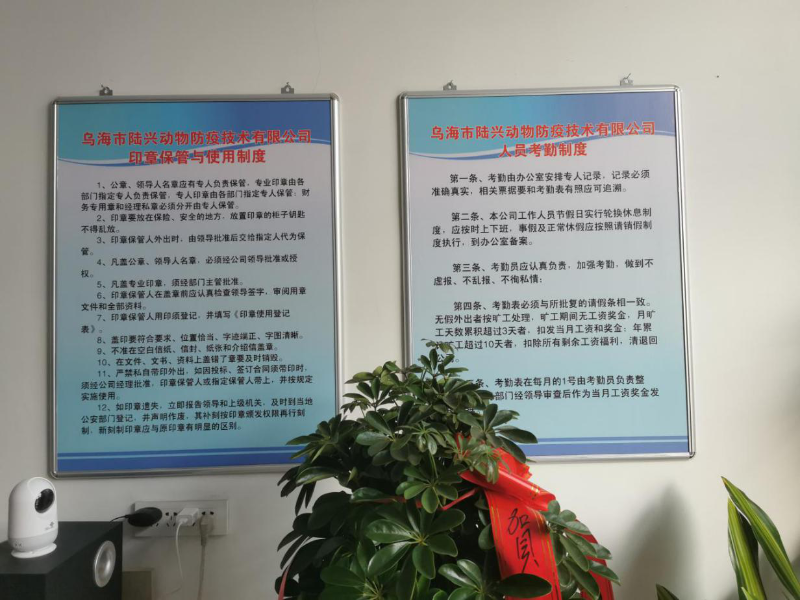 乌海市陆兴动物防疫技术有限公司
印章保管与使用制度
1、公章、领导人名章应有专人负责保管，专业印章由各
部门指定专人负责保管，专人印章由各部门指定专人保管；财
务专用章和经理私章必须分开由专人保管。
2、印章要放在保险、安全的地方，放置印章的柜子钥匙
不得乱放。
3、印章保管人外出时，由领导批准后交给指定人代为保
管。
4、凡盖公章、领导人名章，必须经公司领导批准或授
权。
5、凡盖专业印章，须经部门主管批准。
6、印章保管人在盖章前应认真检查领导签字，审阅用章
文件和全部资料。
7、印章保管人用印须登记，并填写《印章使用登记
表》。
8、盖印要符合要求、位置恰当、字迹端正、字图清晰。
9、不准在空白信纸、信封、纸张和介绍信盖章。
10、在文件、文书、资料上盖错了章要及时销毁。
11、严禁私自带印外出，如因投标、签订合同须带印时，
须经公司经理批准，印章保管人或指定保管人带上，并按规定
实施使用。
12、如印章遗失，立即报告领导和上级机关，及时到当地
公安部门登记，并声明作废，其补刻按印章颁发权限再行刻
制，新刻制印章应与原印章有明显的区别。
乌海市陆兴动物防疫技术有限公司
人员考勤制度
第一条、考勤由办公室安排专人记录，记录必须
准确真实，相关票据要和考勤表有照应可追溯。
第二条、本公司工作人员节假日实行轮换休息制
度，应按时上下班，事假及正常休假应按照请销假制
度执行，到办公室备案。
第三条、考勤员应认真负责，加强考勤，做到不
虚报、不乱报、不徇私情；
第四条、考勤表必须与所批复的请假条相一致。
无假外出者按旷工处理，旷工期间无工资奖金，月旷
工天数累积超过3天者，扣发当月工资和奖金；年累
旷工超过10天者，扣除所有剩余工资福利，清退回
条、考勤表在每月的1号由考勤员负责整
部门经领导审查后作为当月工资奖金发
贺